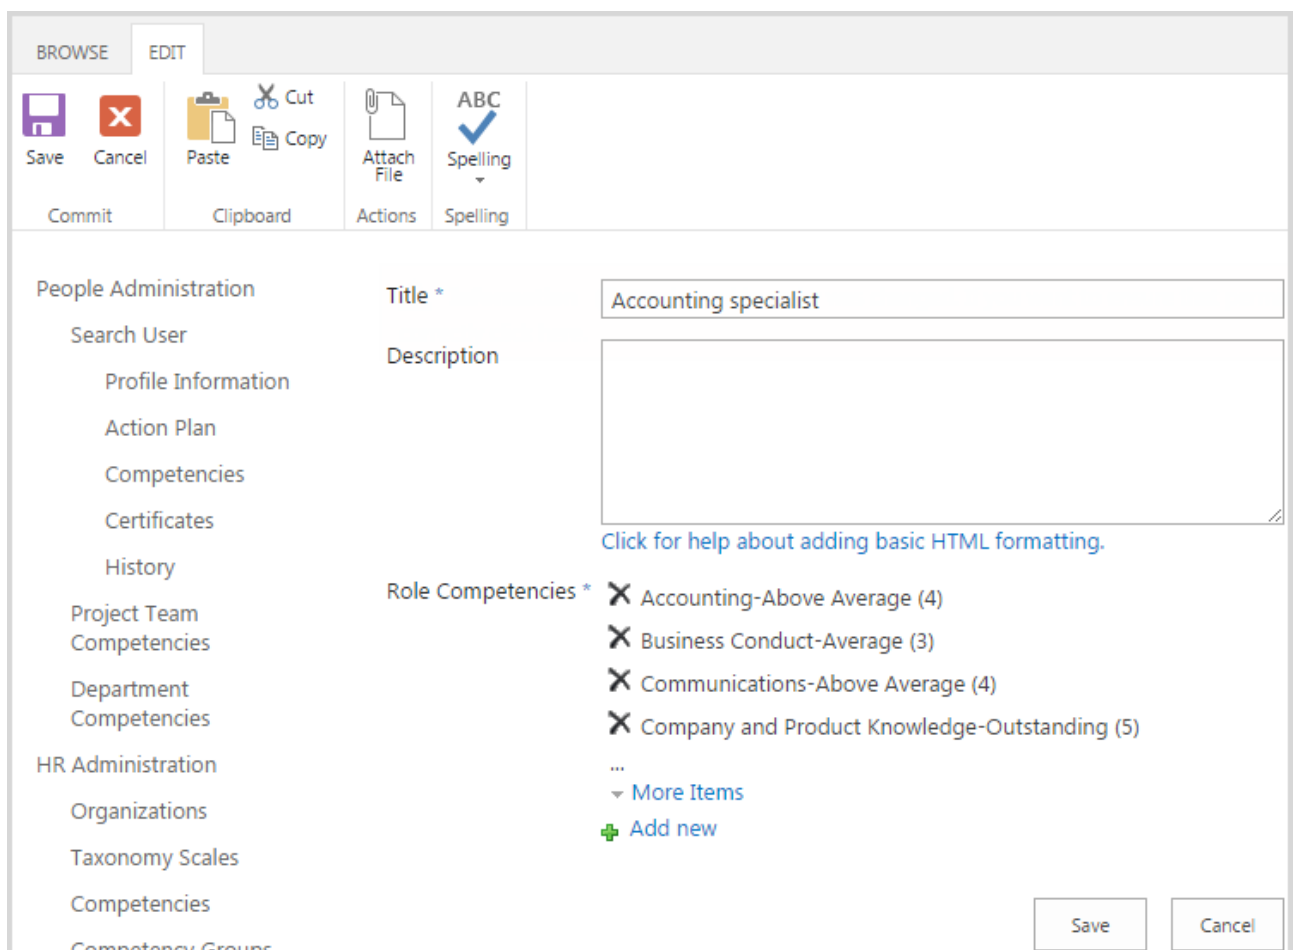 BROWSE EDIT
Save
Cancel
Paste
Cut
Copy
Attach
File
ABC
Spelling
Commit
Clipboard
Actions
Spelling
People Administration
Search User
Profile Information
Action Plan
Competencies
Certificates
History
Project Team
Competencies
Department
Competencies
HR Administration
Organizations
Taxonomy Scales
Competencies
Competency Groups
Title *
Accounting specialist
Description
Click for help about adding basic HTML formatting.
Role Competencies *
Accounting-Above Average (4)
Business Conduct-Average (3)
Communications-Above Average (4)
Company and Product Knowledge-Outstanding (5)
...
More Items
Add new
Save
Cancel